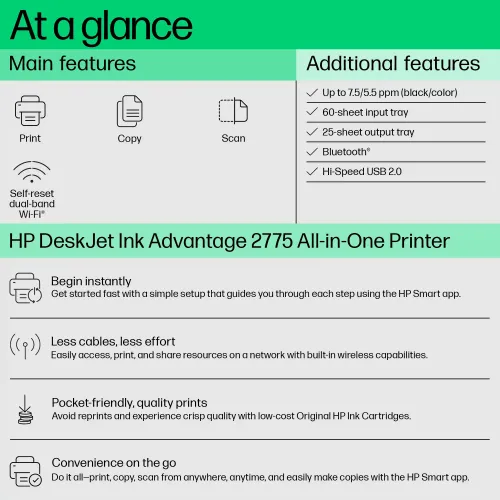 At a glance
Main features
Additional features
Print
Copy
Scan
Self-reset
dual-band
Wi-Fi®
Up to 7.5/5.5 ppm (black/color)
60-sheet input tray
25-sheet output tray
Bluetooth®
Hi-Speed USB 2.0
HP DeskJet Ink Advantage 2775 All-in-One Printer
Begin instantly
Get started fast with a simple setup that guides you through each step using the HP Smart app.
Less cables, less effort
Easily access, print, and share resources on a network with built-in wireless capabilities.
Pocket-friendly, quality prints
Avoid reprints and experience crisp quality with low-cost Original HP Ink Cartridges.
Convenience on the go
Do it all—print, copy, scan from anywhere, anytime, and easily make copies with the HP Smart app.